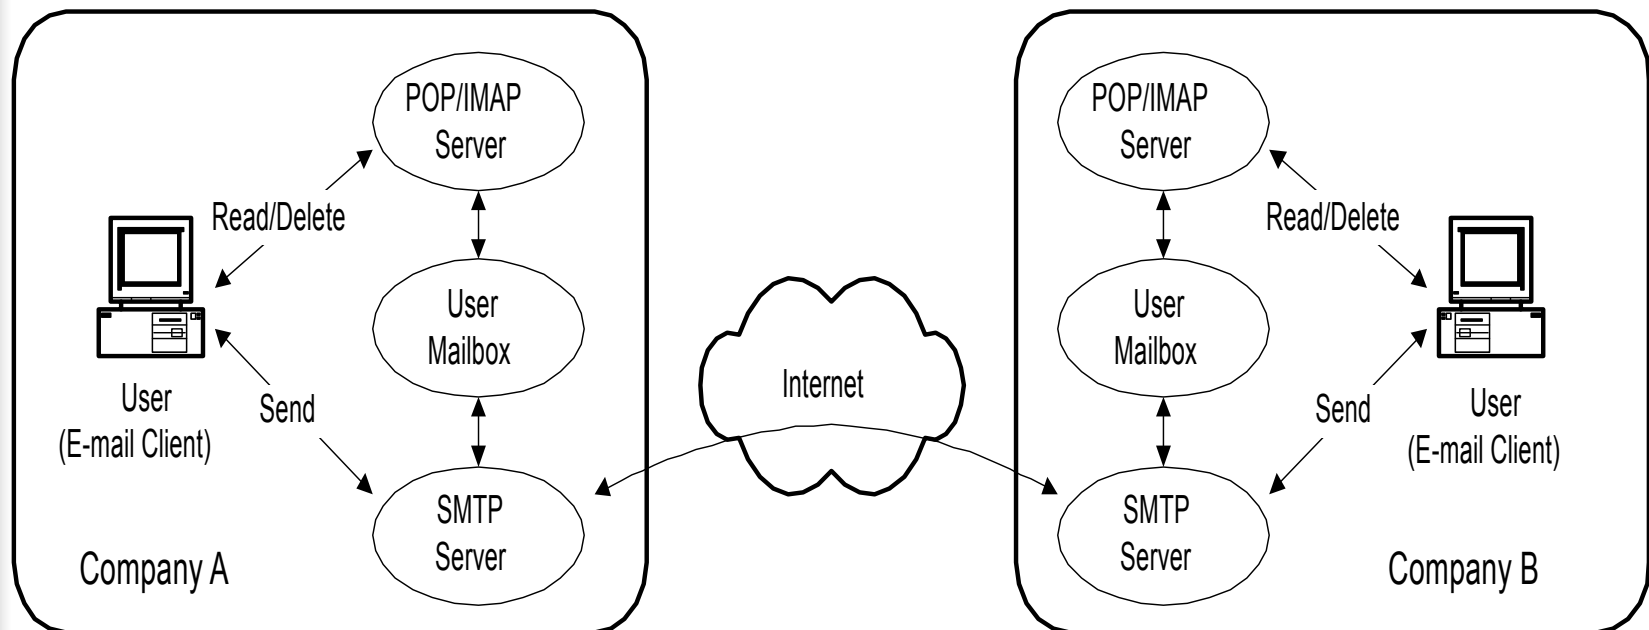 POP/IMAP
Server
Read/Delete
User
Mailbox
User
(E-mail Client)
Send
SMTP
Server
Company A
Internet
POP/IMAP
Server
Read/Delete
User
Mailbox
User
(E-mail Client)
Send
SMTP
Server
Company B